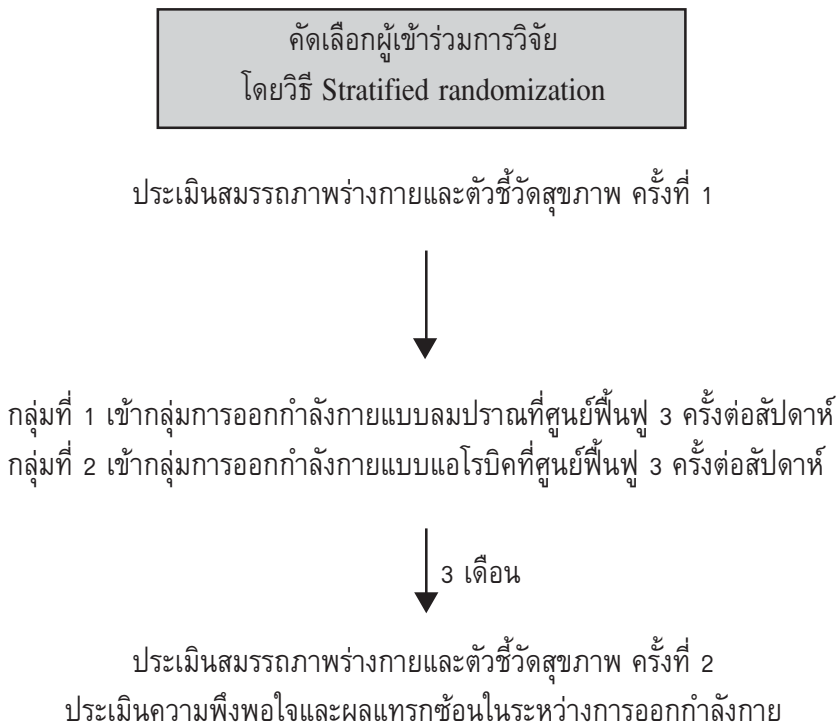 คัดเลือกผู้เข้าร่วมการวิจัย
โดยวิธี Stratified randomization
ประเมินสมรรถภาพร่างกายและตัวชี้วัดสุขภาพ ครั้งที่ 1
กลุ่มที่ 1 เข้ากลุ่มการออกกำลังกายแบบลมปราณที่ศูนย์ฟื้นฟู 3 ครั้งต่อสัปดาห์
กลุ่มที่ 2 เข้ากลุ่มการออกกำลังกายแบบแอโรบิคที่ศูนย์ฟื้นฟู 3 ครั้งต่อสัปดาห์
3 เดือน
ประเมินสมรรถภาพร่างกายและตัวชี้วัดสุขภาพ ครั้งที่ 2
ประเมินความพึงพอใจและผลแทรกซ้อนในระหว่างการออกกำลังกาย